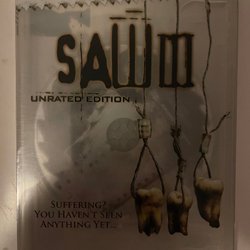 SAW III
UNRATED EDITION
SUFFERING?
YOU HAVEN'T SEEN
ANYTHING YET...